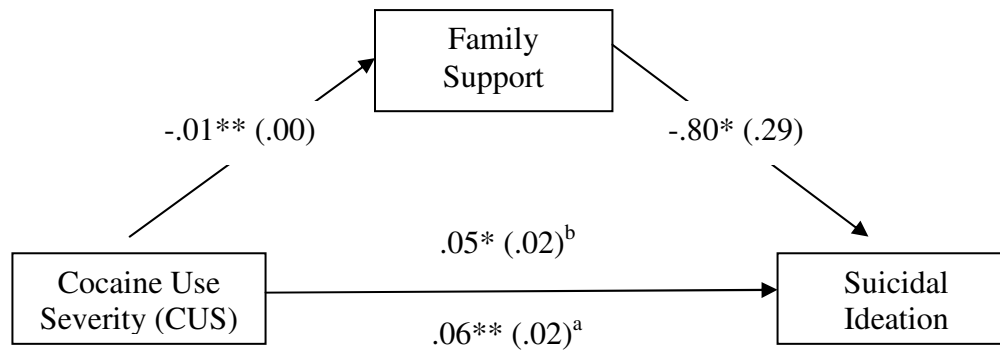 Family
Support
-.01** (.00)
-.80* (.29)
.05* (.02)b
Cocaine Use
Severity (CUS)
Suicidal
Ideation
.06** (.02)a